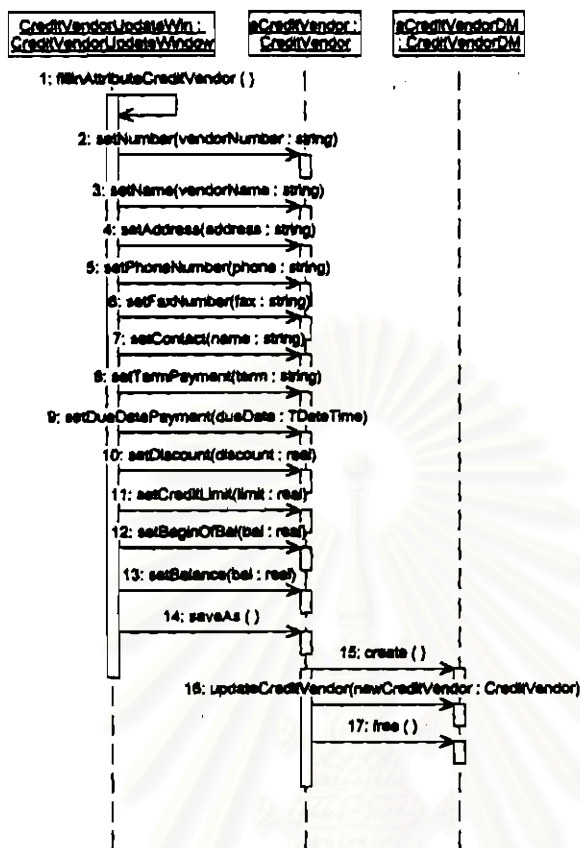 CreditVendorUpdateWin :
CreditVendorUpdateWindow
aCreditVendor :
CreditVendor
aCreditVendorDM
: CreditVendorDM
1: fillInAttributeCreditVendor ( )
2: setNumber(vendorNumber : string)
3: setName(vendorName : string)
4: setAddress(address : string)
5: setPhoneNumber(phone : string)
6: setFaxNumber(fax : string)
7: setContact(name : string)
8: setTermPayment(term : string)
9: setDueDatePayment(dueDate : TDateTime)
10: setDiscount(discount : real)
11: setCreditLimit(limit : real)
12: setBeginOfBal(bal : real)
13: setBalance(bal : real)
14: saveAs ( )
15: create ( )
16: updateCreditVendor(newCreditVendor : CreditVendor)
17: free ( )